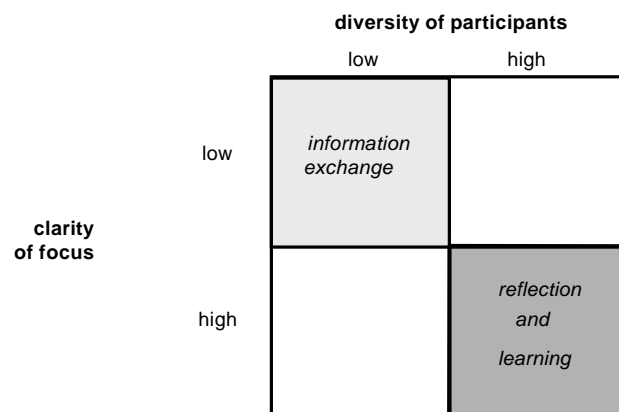 diversity of participants
low high
low
information
exchange
clarity
of focus
high
reflection
and
learning